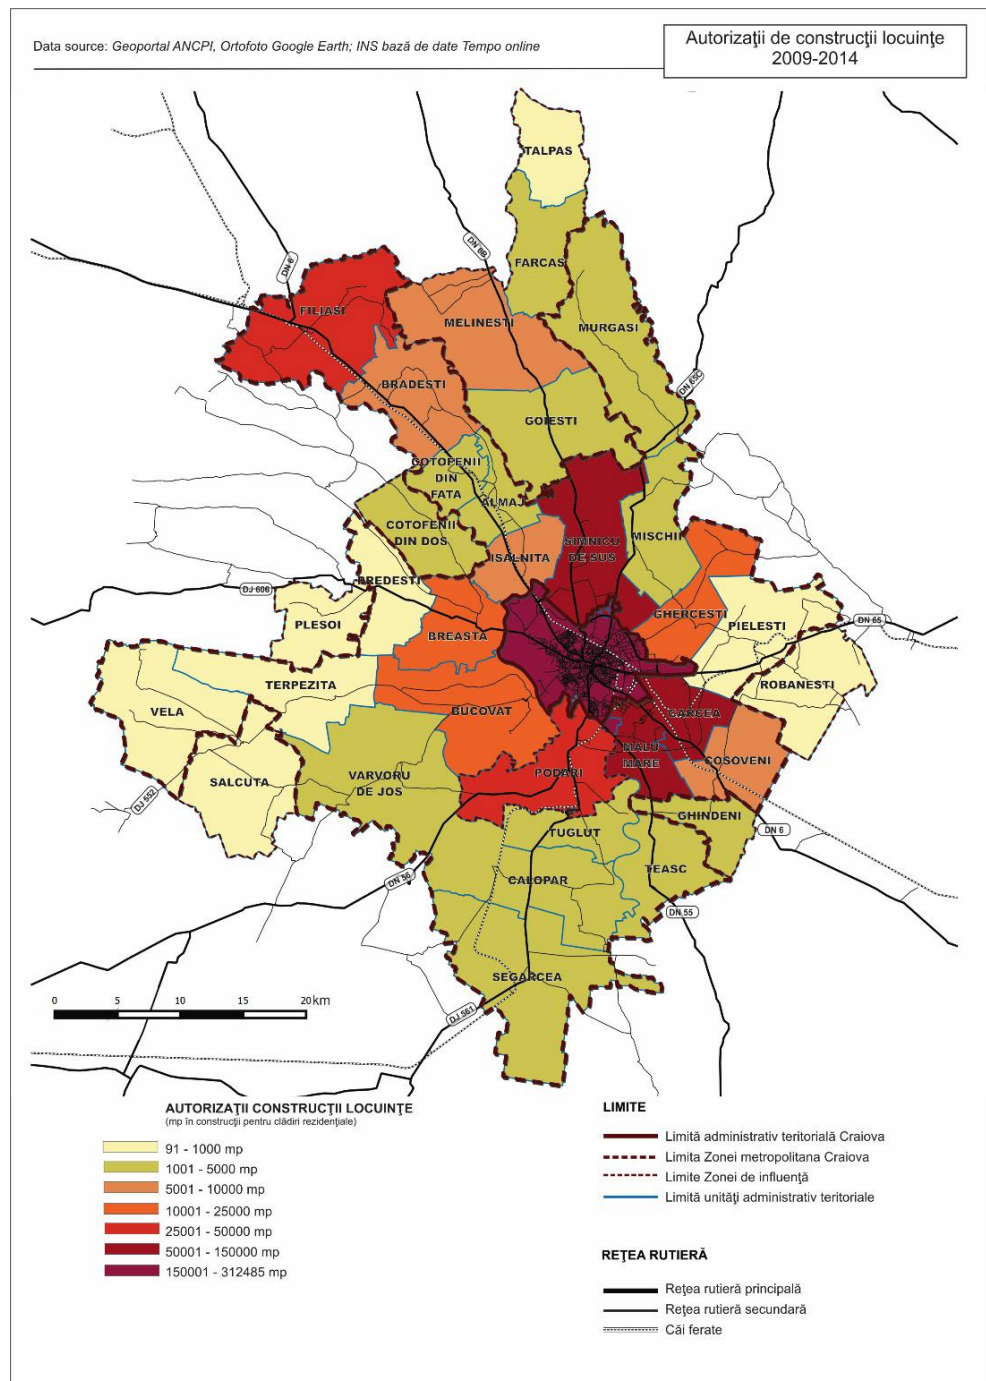 Data source: Geoportal ANCPI, Ortofoto Google Earth; INS bază de date Tempo online
Autorizaţii de construcţii locuinţe
2009-2014
TALPAS
DN 6B
FARCAS
DN 6
FILIASI
MELINESTI
MURGASI
BRADESTI
DN 65C
GOIESTI
COTOFENII
DIN
FATA
ALMAJ
COTOFENII
DIN DOS
SIMNICU
DE SUS
MISCHII
ISALNITA
PREDESTI
DJ 606
PLESOI
BREASTA
GHERCESTI
PIELESTI
DN 65
TERPEZITA
ROBANESTI
VELA
BUCOVAT
CARCEA
MALU
MARE
COSOVENI
PODARI
SALCUTA
VARVORU
DE JOS
DJ 552
GHINDENI
DN 6
TUGLUT
TEASC
CALOPAR
DN 56
DN 55
SEGARCEA
DJ 561
0 5 10 15 20 km
AUTORIZAŢII CONSTRUCŢII LOCUINŢE
(mp în construcţii pentru clădiri rezidenţiale)
91 - 1000 mp
1001 - 5000 mp
5001 - 10000 mp
10001 - 25000 mp
25001 - 50000 mp
50001 - 150000 mp
150001 - 312485 mp
LIMITE
Limită administrativ teritorială Craiova
Limita Zonei metropolitana Craiova
Limite Zonei de influenţă
Limită unităţi administrativ teritoriale
REŢEA RUTIERĂ
Reţea rutieră principală
Reţea rutieră secundară
Căi ferate